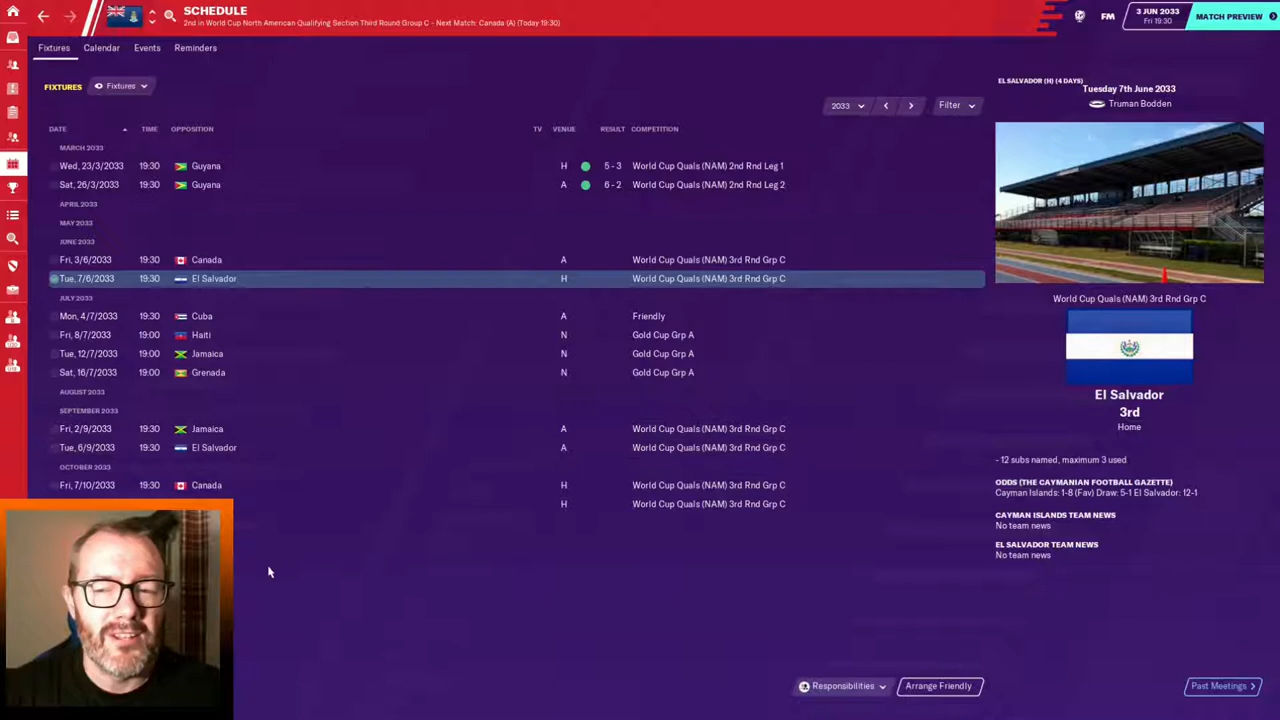 SCHEDULE
2nd in World Cup North American Qualifying Section Third Round Group C - Next Match: Canada (A) (Today 19:30)
FM
3 JUN 2033
Fri 19:30
MATCH PREVIEW
Fixtures
Calendar
Events
Reminders
FIXTURES
Fixtures
2033
Filter
DATE TIME OPPOSITION TV VENUE RESULT COMPETITION
MARCH 2033
Wed, 23/3/2033 19:30 Guyana H 5 - 3 World Cup Quals (NAM) 2nd Rnd Leg 1
Sat, 26/3/2033 19:30 Guyana A 6 - 2 World Cup Quals (NAM) 2nd Rnd Leg 2
APRIL 2033
MAY 2033
JUNE 2033
Fri, 3/6/2033 19:30 Canada A World Cup Quals (NAM) 3rd Rnd Grp C
Tue, 7/6/2033 19:30 El Salvador H World Cup Quals (NAM) 3rd Rnd Grp C
JULY 2033
Mon, 4/7/2033 19:30 Cuba A Friendly
Fri, 8/7/2033 19:00 Haiti N Gold Cup Grp A
Tue, 12/7/2033 19:00 Jamaica N Gold Cup Grp A
Sat, 16/7/2033 19:00 Grenada N Gold Cup Grp A
AUGUST 2033
SEPTEMBER 2033
Fri, 2/9/2033 19:30 Jamaica A World Cup Quals (NAM) 3rd Rnd Grp C
Tue, 6/9/2033 19:30 El Salvador A World Cup Quals (NAM) 3rd Rnd Grp C
OCTOBER 2033
Fri, 7/10/2033 19:30 Canada H World Cup Quals (NAM) 3rd Rnd Grp C
H World Cup Quals (NAM) 3rd Rnd Grp C
Responsibilities
Arrange Friendly
EL SALVADOR (H) (4 DAYS)
Tuesday 7th June 2033
Truman Bodden
World Cup Quals (NAM) 3rd Rnd Grp C
El Salvador
3rd
Home
- 12 subs named, maximum 3 used
ODDS (THE CAYMANIAN FOOTBALL GAZETTE)
Cayman Islands: 1-8 (Fav) Draw: 5-1 El Salvador: 12-1
CAYMAN ISLANDS TEAM NEWS
No team news
EL SALVADOR TEAM NEWS
No team news
Past Meetings